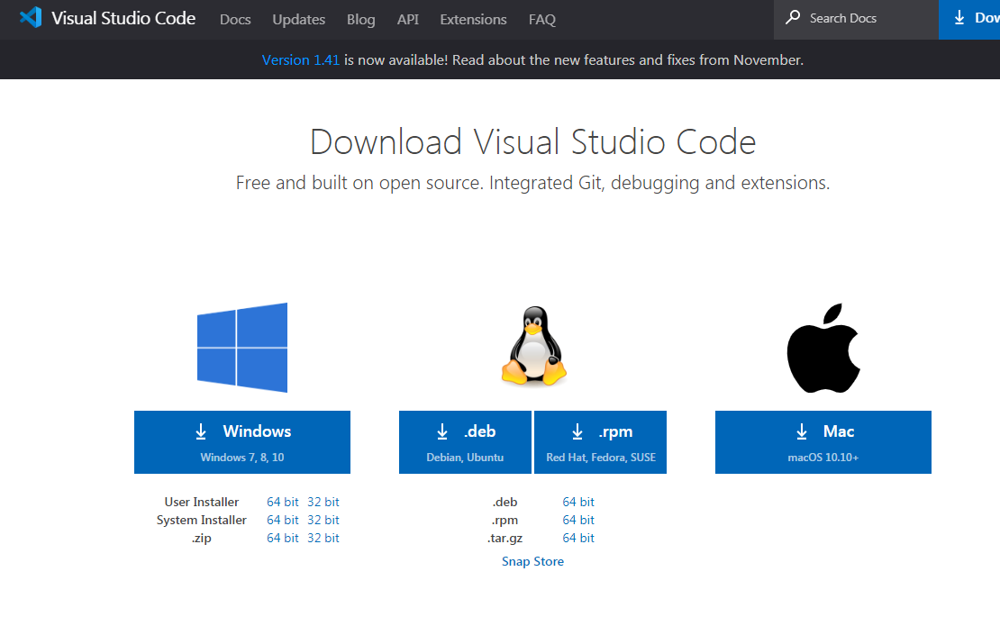 Visual Studio Code Docs Updates Blog API Extensions FAQ Search Docs
Version 1.41 is now available! Read about the new features and fixes from November.
Download Visual Studio Code
Free and built on open source. Integrated Git, debugging and extensions.
Windows
Windows 7, 8, 10
User Installer 64 bit 32 bit
System Installer 64 bit 32 bit
.zip 64 bit 32 bit
.deb
Debian, Ubuntu
.rpm
Red Hat, Fedora, SUSE
.deb 64 bit
.rpm 64 bit
.tar.gz 64 bit
Snap Store
Mac
macOS 10.10+